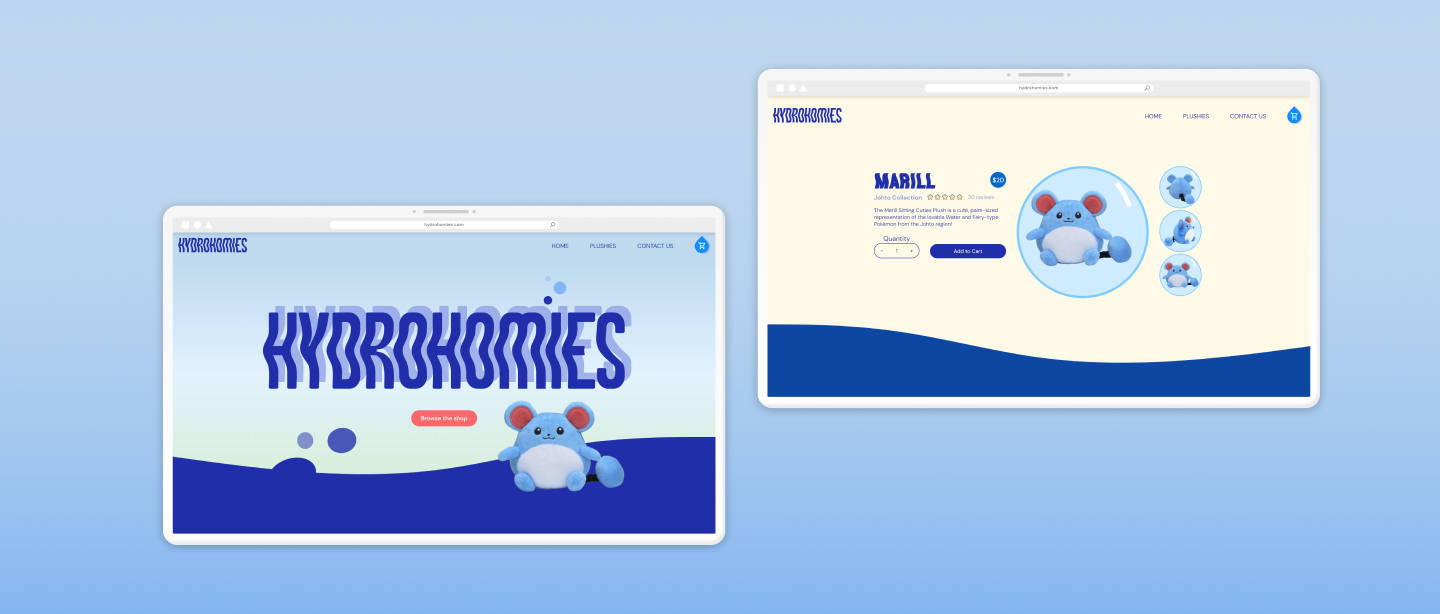 hydrohomies.com
HYDROHOMIES
HOME PLUSHIES CONTACT US
HYDROHOMIES
Browse the shop
hydrohomies.com
HYDROHOMIES
HOME PLUSHIES CONTACT US
MARILL
$20
Johto Collection 30 reviews
The Marill Sitting Cuties Plush is a cute, palm-sized
representation of the lovable Water and Fairy-type
Pokémon from the Johto region!
Quantity
- 1 +
Add to Cart